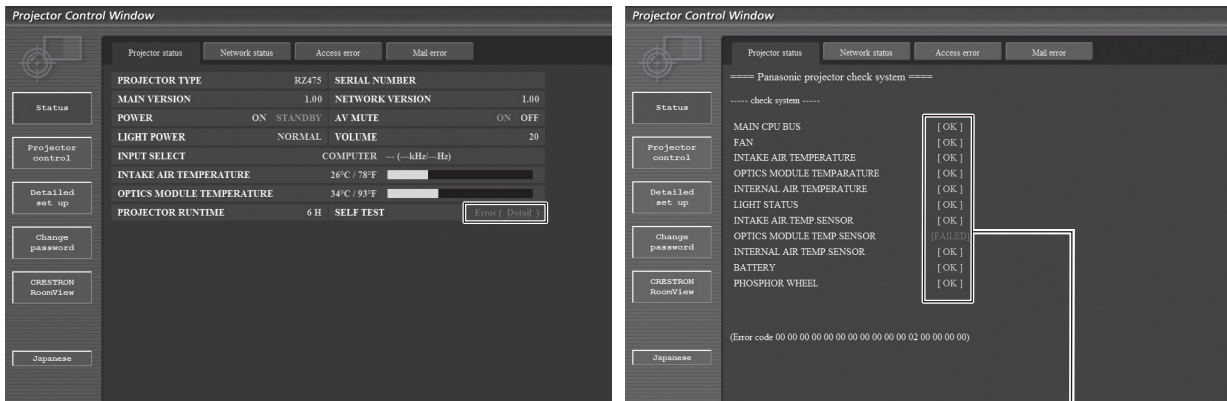 Projector Control Window
Projector status Network status Access error Mail error
PROJECTOR TYPE RZ475 SERIAL NUMBER
MAIN VERSION 1.00 NETWORK VERSION 1.00
POWER ON STANDBY AV MUTE ON OFF
LIGHT POWER NORMAL VOLUME 20
INPUT SELECT COMPUTER --- (---kHz/---Hz)
INTAKE AIR TEMPERATURE 26°C / 78°F
OPTICS MODULE TEMPERATURE 34°C / 93°F
PROJECTOR RUNTIME 6 H SELF TEST Error ( Detail )
Status
Projector
control
Detailed
set up
Change
password
CRESTRON
RoomView
Japanese
Projector Control Window
Projector status Network status Access error Mail error
==== Panasonic projector check system ====
----- check system -----
MAIN CPU BUS [ OK ]
FAN [ OK ]
INTAKE AIR TEMPERATURE [ OK ]
OPTICS MODULE TEMPARATURE [ OK ]
INTERNAL AIR TEMPERATURE [ OK ]
LIGHT STATUS [ OK ]
INTAKE AIR.TEMP.SENSOR [ OK ]
OPTICS MODULE TEMP.SENSOR [FAILED]
INTERNAL AIR TEMP.SENSOR [ OK ]
BATTERY [ OK ]
PHOSPHOR WHEEL [ OK ]
(Error code 00 00 00 00 00 00 00 00 00 00 00 02 00 00 00 00)
Status
Projector
control
Detailed
set up
Change
password
CRESTRON
RoomView
Japanese